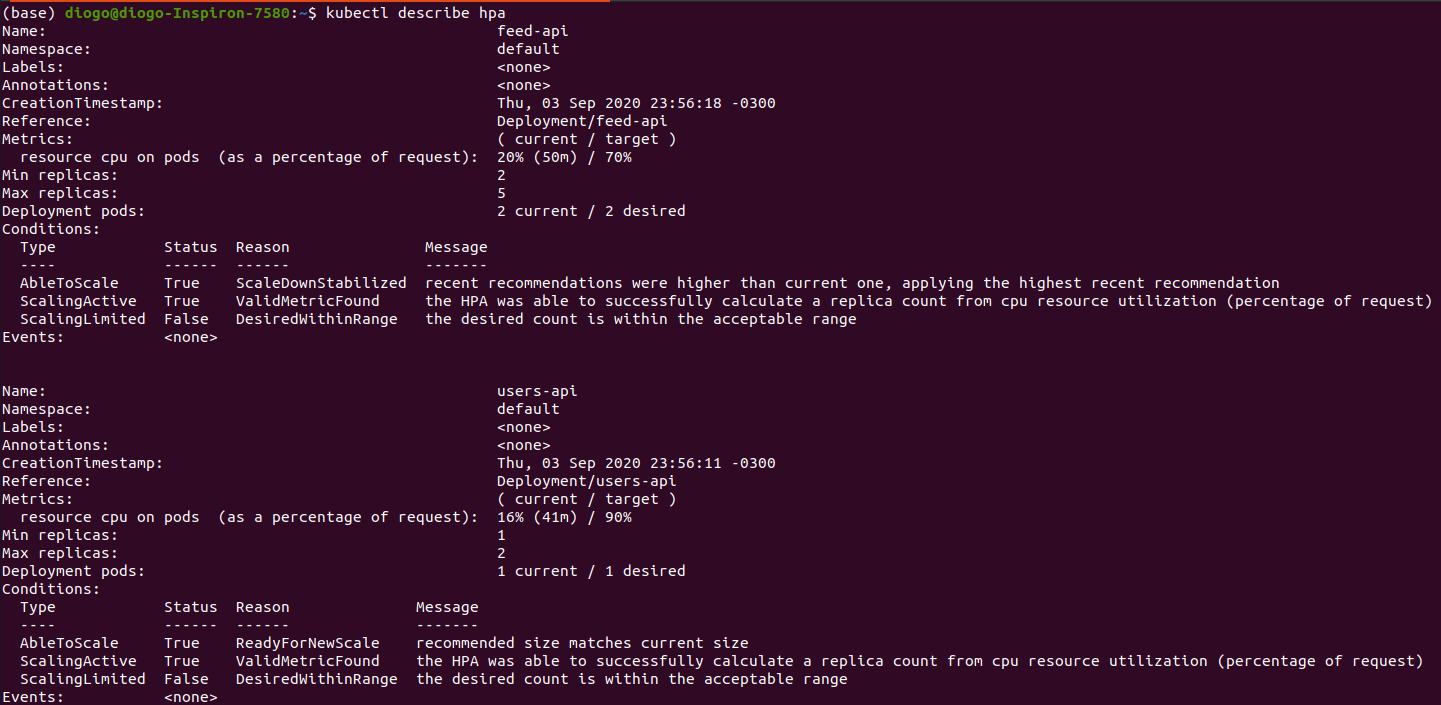 (base) diogo@diogo-Inspiron-7580:~$ kubectl describe hpa
Name:                                                  feed-api
Namespace:                                             default
Labels:                                                <none>
Annotations:                                           <none>
CreationTimestamp:                                     Thu, 03 Sep 2020 23:56:18 -0300
Reference:                                             Deployment/feed-api
Metrics:                                               ( current / target )
  resource cpu on pods  (as a percentage of request):  20% (50m) / 70%
Min replicas:                                          2
Max replicas:                                          5
Deployment pods:                                       2 current / 2 desired
Conditions:
  Type            Status  Reason               Message
  ----            ------  ------               -------
  AbleToScale     True    ScaleDownStabilized  recent recommendations were higher than current one, applying the highest recent recommendation
  ScalingActive   True    ValidMetricFound     the HPA was able to successfully calculate a replica count from cpu resource utilization (percentage of request)
  ScalingLimited  False   DesiredWithinRange   the desired count is within the acceptable range
Events:           <none>
Name:                                                  users-api
Namespace:                                             default
Labels:                                                <none>
Annotations:                                           <none>
CreationTimestamp:                                     Thu, 03 Sep 2020 23:56:11 -0300
Reference:                                             Deployment/users-api
Metrics:                                               ( current / target )
  resource cpu on pods  (as a percentage of request):  16% (41m) / 90%
Min replicas:                                          1
Max replicas:                                          2
Deployment pods:                                       1 current / 1 desired
Conditions:
  Type            Status  Reason              Message
  ----            ------  ------              -------
  AbleToScale     True    ReadyForNewScale    recommended size matches current size
  ScalingActive   True    ValidMetricFound    the HPA was able to successfully calculate a replica count from cpu resource utilization (percentage of request)
  ScalingLimited  False   DesiredWithinRange  the desired count is within the acceptable range
Events:           <none>